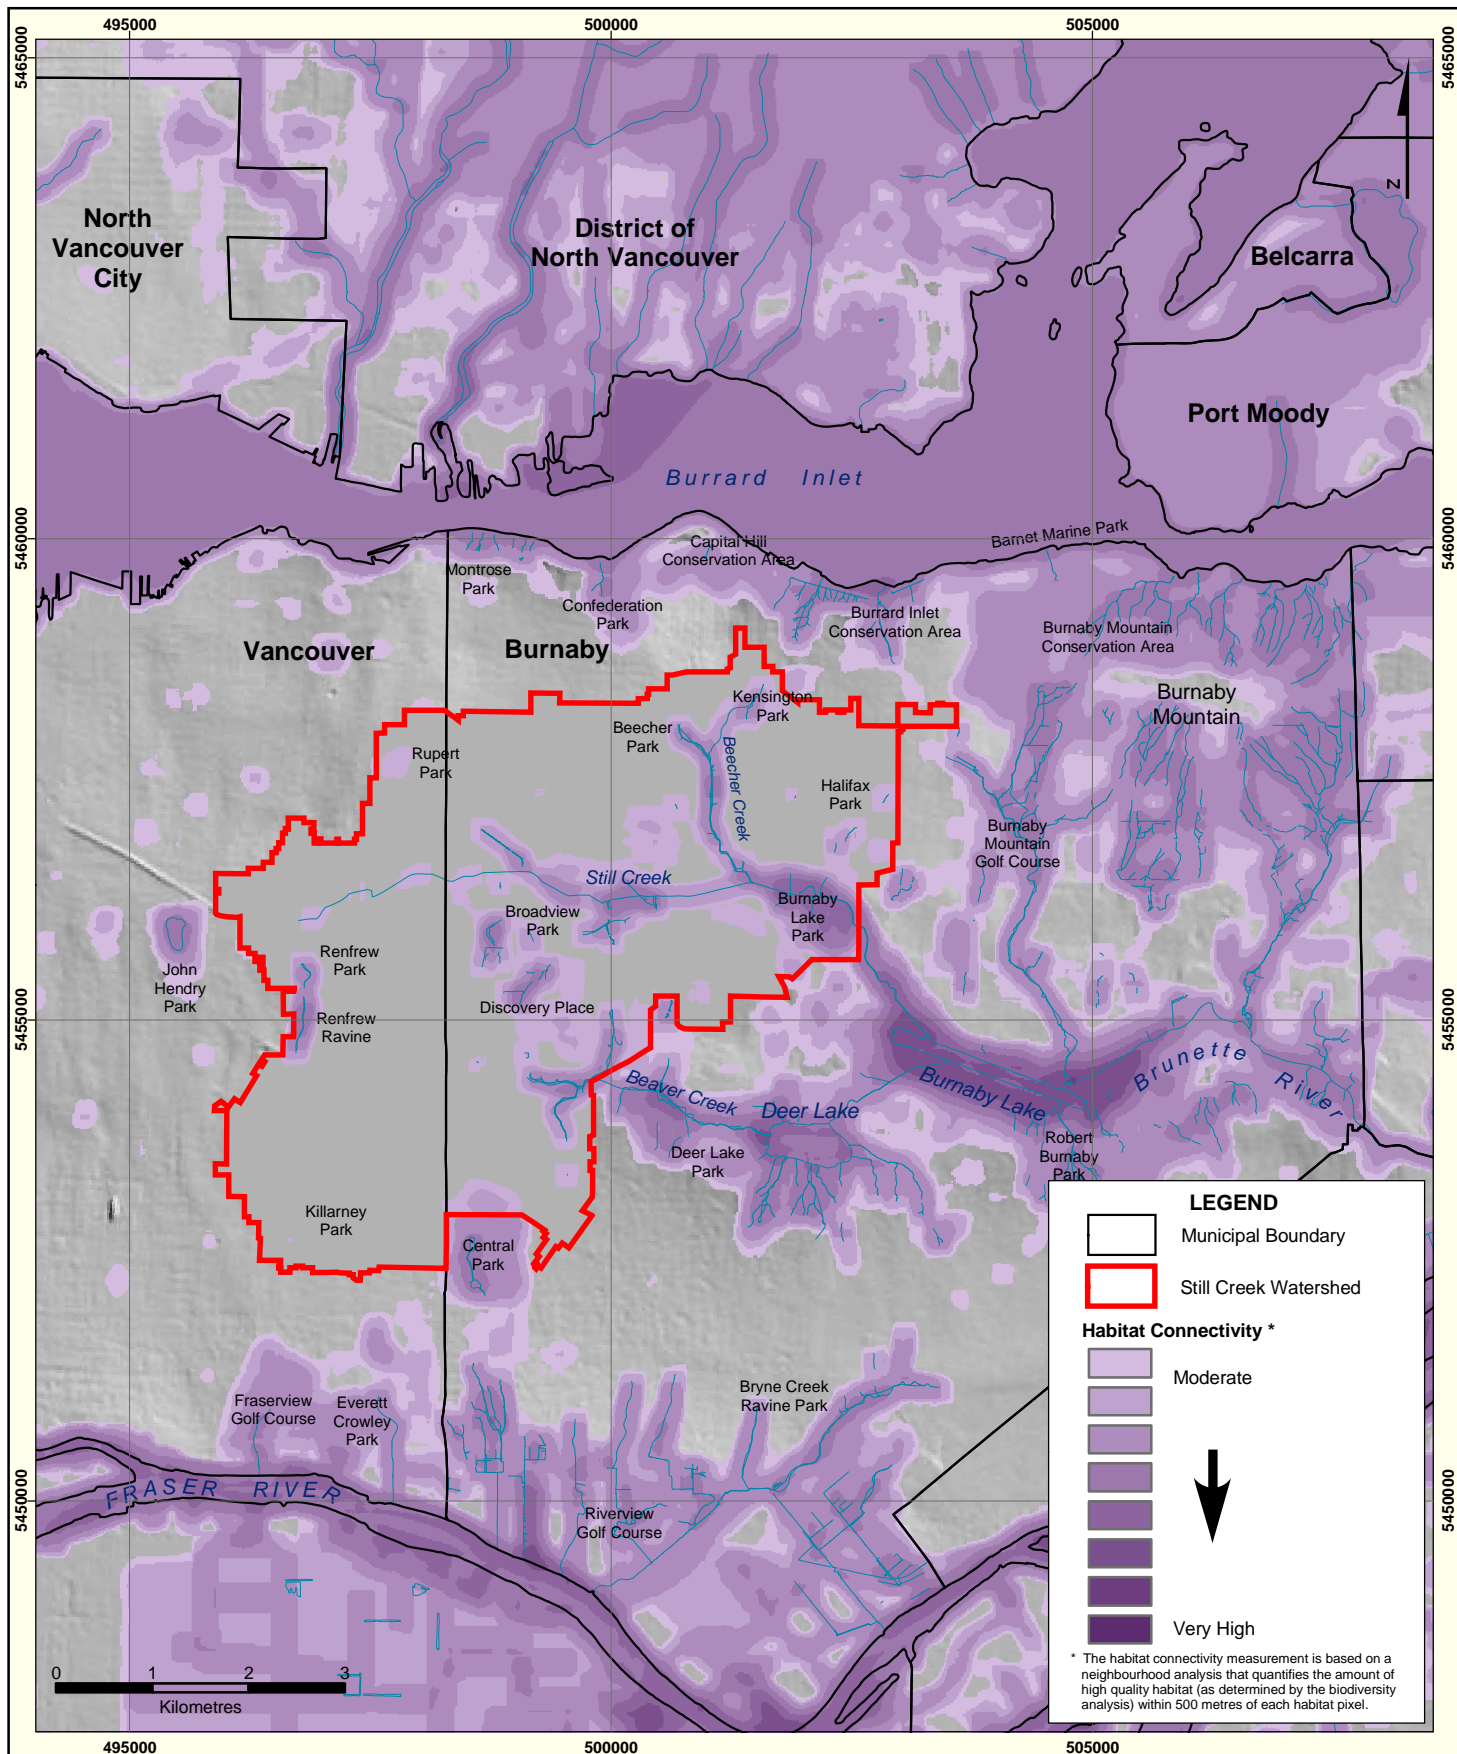 495000
500000
505000
5465000
5465000
Z
North
Vancouver
City
District of
North Vancouver
Belcarra
Port Moody
Burrard Inlet
5460000
5460000
Capital Hill
Conservation Area
Barnet Marine Park
Montrose
Park
Confederation
Park
Burrard Inlet
Conservation Area
Burnaby Mountain
Conservation Area
Vancouver
Burnaby
Burnaby
Mountain
Kensington
Park
Beecher
Park
Rupert
Park
Beecher Creek
Halifax
Park
Burnaby
Mountain
Golf Course
Still Creek
Broadview
Park
Burnaby
Lake
Park
Renfrew
Park
John
Hendry
Park
Discovery Place
Renfrew
Ravine
5455000
5455000
Brunette
River
Beaver Creek
Deer Lake
Burnaby Lake
Deer Lake
Park
Robert
Burnaby
Park
Killarney
Park
Central
Park
Fraserview
Golf Course
Everett
Crowley
Park
Bryne Creek
Ravine Park
FRASER RIVER
5450000
5450000
Riverview
Golf Course
LEGEND
Municipal Boundary
Still Creek Watershed
Habitat Connectivity *
Moderate
Very High
* The habitat connectivity measurement is based on a
neighbourhood analysis that quantifies the amount of
high quality habitat (as determined by the biodiversity
analysis) within 500 metres of each habitat pixel.
0 1 2 3
Kilometres
495000
500000
505000